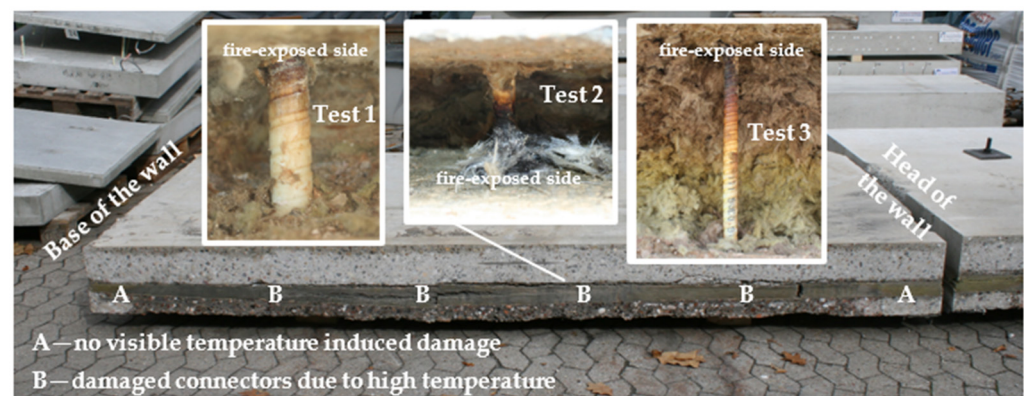 fire-exposed side
Test 1
Test 2
fire-exposed side
fire-exposed side
Test 3
Base of the wall
Head of
the wall
A B B B B A
A—no visible temperature induced damage
B—damaged connectors due to high temperature